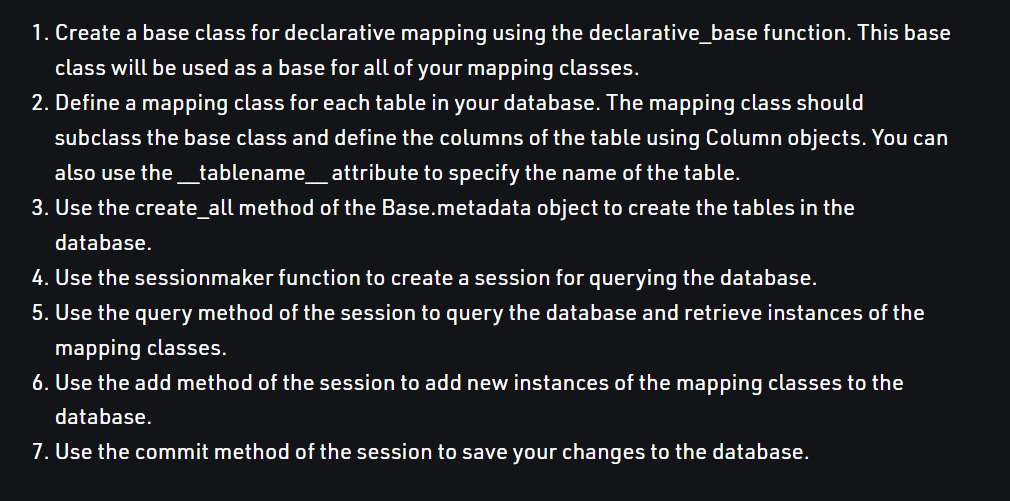 1. Create a base class for declarative mapping using the declarative_base function. This base
class will be used as a base for all of your mapping classes.
2. Define a mapping class for each table in your database. The mapping class should
subclass the base class and define the columns of the table using Column objects. You can
also use the __tablename__ attribute to specify the name of the table.
3. Use the create_all method of the Base.metadata object to create the tables in the
database.
4. Use the sessionmaker function to create a session for querying the database.
5. Use the query method of the session to query the database and retrieve instances of the
mapping classes.
6. Use the add method of the session to add new instances of the mapping classes to the
database.
7. Use the commit method of the session to save your changes to the database.